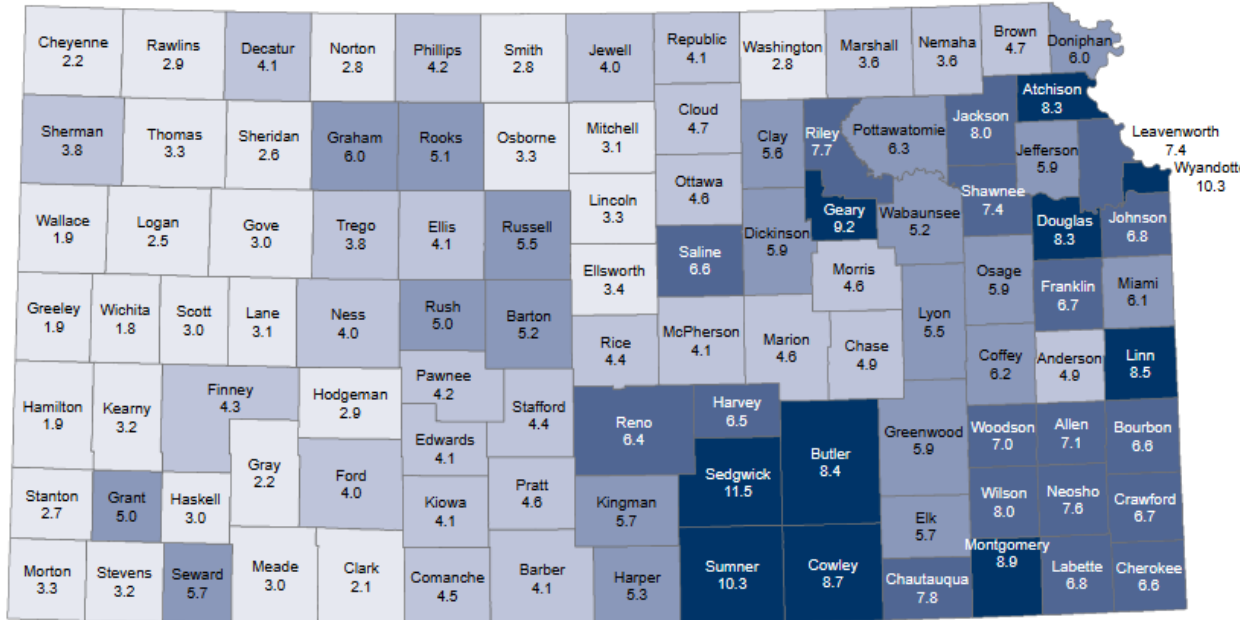 Cheyenne
2.2
Rawlins
2.9
Decatur
4.1
Norton
2.8
Phillips
4.2
Smith
2.8
Jewell
4.0
Republic
4.1
Washington
2.8
Marshall
3.6
Nemaha
3.6
Brown
4.7
Doniphan
6.0
Atchison
8.3
Sherman
3.8
Thomas
3.3
Sheridan
2.6
Graham
6.0
Rooks
5.1
Osborne
3.3
Mitchell
3.1
Cloud
4.7
Clay
5.6
Riley
7.7
Pottawatomie
6.3
Jackson
8.0
Jefferson
5.9
Leavenworth
7.4
Wyandotte
10.3
Wallace
1.9
Logan
2.5
Gove
3.0
Trego
3.8
Ellis
4.1
Russell
5.5
Lincoln
3.3
Ottawa
4.6
Saline
6.6
Dickinson
5.9
Geary
9.2
Wabaunsee
5.2
Shawnee
7.4
Douglas
8.3
Johnson
6.8
Greeley
1.9
Wichita
1.8
Scott
3.0
Lane
3.1
Ness
4.0
Rush
5.0
Barton
5.2
Ellsworth
3.4
Rice
4.4
McPherson
4.1
Marion
4.6
Morris
4.6
Chase
4.9
Lyon
5.5
Osage
5.9
Franklin
6.7
Miami
6.1
Coffey
6.2
Anderson
4.9
Linn
8.5
Hamilton
1.9
Kearny
3.2
Finney
4.3
Hodgeman
2.9
Pawnee
4.2
Stafford
4.4
Edwards
4.1
Reno
6.4
Harvey
6.5
Sedgwick
11.5
Butler
8.4
Greenwood
5.9
Woodson
7.0
Allen
7.1
Bourbon
6.6
Stanton
2.7
Grant
5.0
Haskell
3.0
Gray
2.2
Ford
4.0
Kiowa
4.1
Pratt
4.6
Kingman
5.7
Elk
5.7
Wilson
8.0
Neosho
7.6
Crawford
6.7
Morton
3.3
Stevens
3.2
Seward
5.7
Meade
3.0
Clark
2.1
Comanche
4.5
Barber
4.1
Harper
5.3
Sumner
10.3
Cowley
8.7
Chautauqua
7.8
Montgomery
8.9
Labette
6.8
Cherokee
6.6